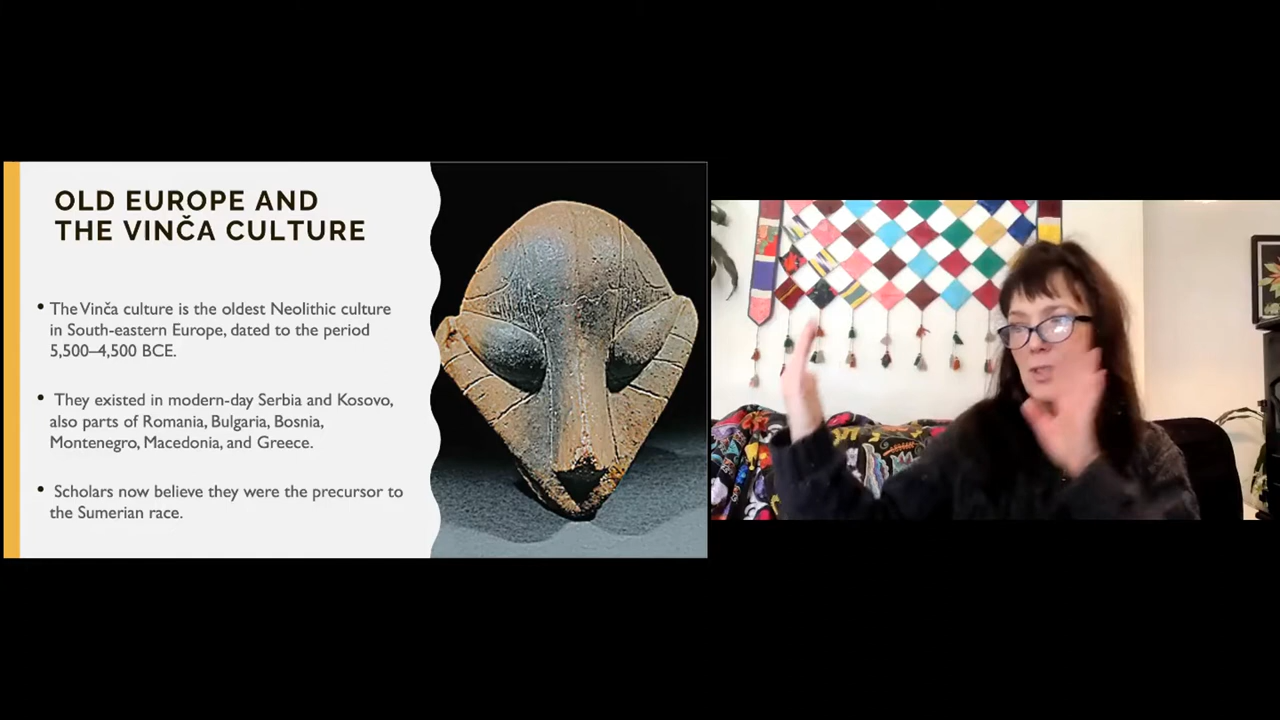 OLD EUROPE AND
THE VINČA CULTURE
• The Vinča culture is the oldest Neolithic culture
in South-eastern Europe, dated to the period
5,500–4,500 BCE.
• They existed in modern-day Serbia and Kosovo,
also parts of Romania, Bulgaria, Bosnia,
Montenegro, Macedonia, and Greece.
• Scholars now believe they were the precursor to
the Sumerian race.